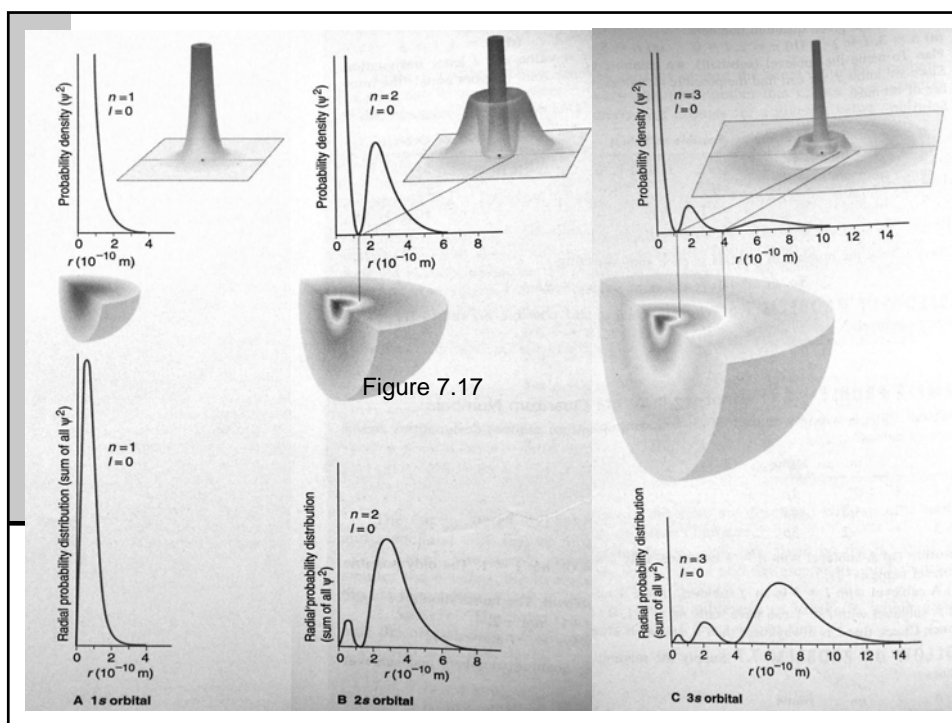 Probability density (ψ²)
n=1
l=0
0
2
4
r (10⁻¹⁰ m)
Radial probability distribution (sum of all ψ²)
n=1
l=0
0
2
4
r (10⁻¹⁰ m)
A 1s orbital
Probability density (ψ²)
n=2
l=0
0
2
4
6
8
r (10⁻¹⁰ m)
Figure 7.17
Radial probability distribution
(sum of all ψ²)
n=2
l=0
0
2
4
6
8
r (10⁻¹⁰ m)
B 2s orbital
Probability density (ψ²)
n=3
l=0
0
2
4
6
8
10
12
14
r (10⁻¹⁰ m)
Radial probability distribution
(sum of all ψ²)
n=3
l=0
0
2
4
6
8
10
12
14
r (10⁻¹⁰ m)
C 3s orbital